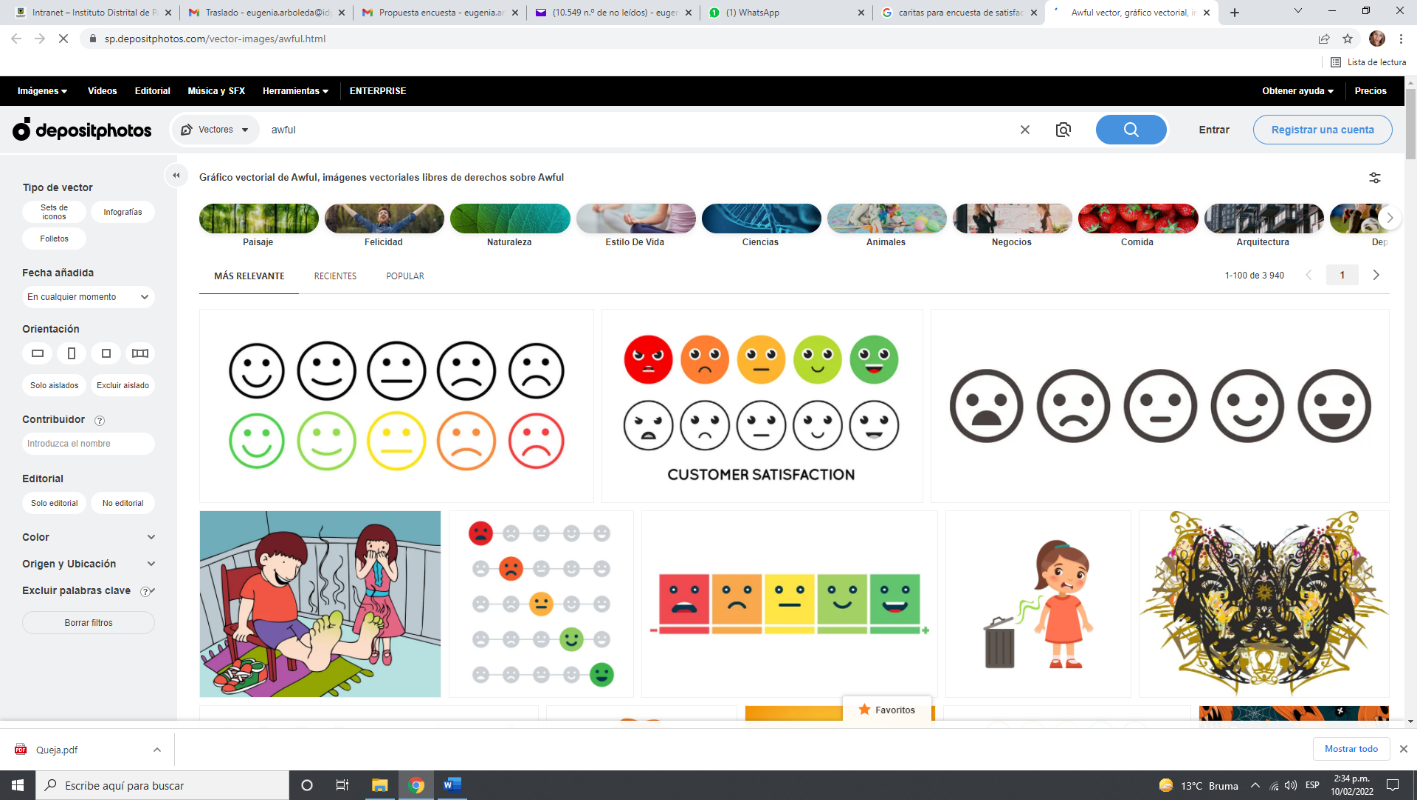 Intranet – Instituto Distrital de P
Traslado - eugenia.arboleda@id
Propuesta encuesta - eugenia.ar
(10.549 n.º de no leídos) - euger
(1) WhatsApp
caritas para encuesta de satisfac
Awful vector, gráfico vectorial, ir
sp.depositphotos.com/vector-images/awful.html
Lista de lectura
Imágenes Vídeos Editorial Música y SFX Herramientas ENTERPRISE Obtener ayuda Precios
depositphotos Vectores awful Entrar Registrar una cuenta
Tipo de vector
Sets de
iconos
Infografías
Folletos
Fecha añadida
En cualquier momento
Orientación
Solo aislados Excluir aislado
Contribuidor ?
Introduzca el nombre
Editorial
Solo editorial No editorial
Color
Origen y Ubicación
Excluir palabras clave ?
Borrar filtros
Gráfico vectorial de Awful, imágenes vectoriales libres de derechos sobre Awful
Paisaje Felicidad Naturaleza Estilo De Vida Ciencias Animales Negocios Comida Arquitectura Dep
MÁS RELEVANTE RECIENTES POPULAR 1-100 de 3 940 1
CUSTOMER SATISFACTION
Favoritos
Queja.pdf Mostrar todo
Escribe aquí para buscar
13°C Bruma ESP
2:34 p.m.
10/02/2022